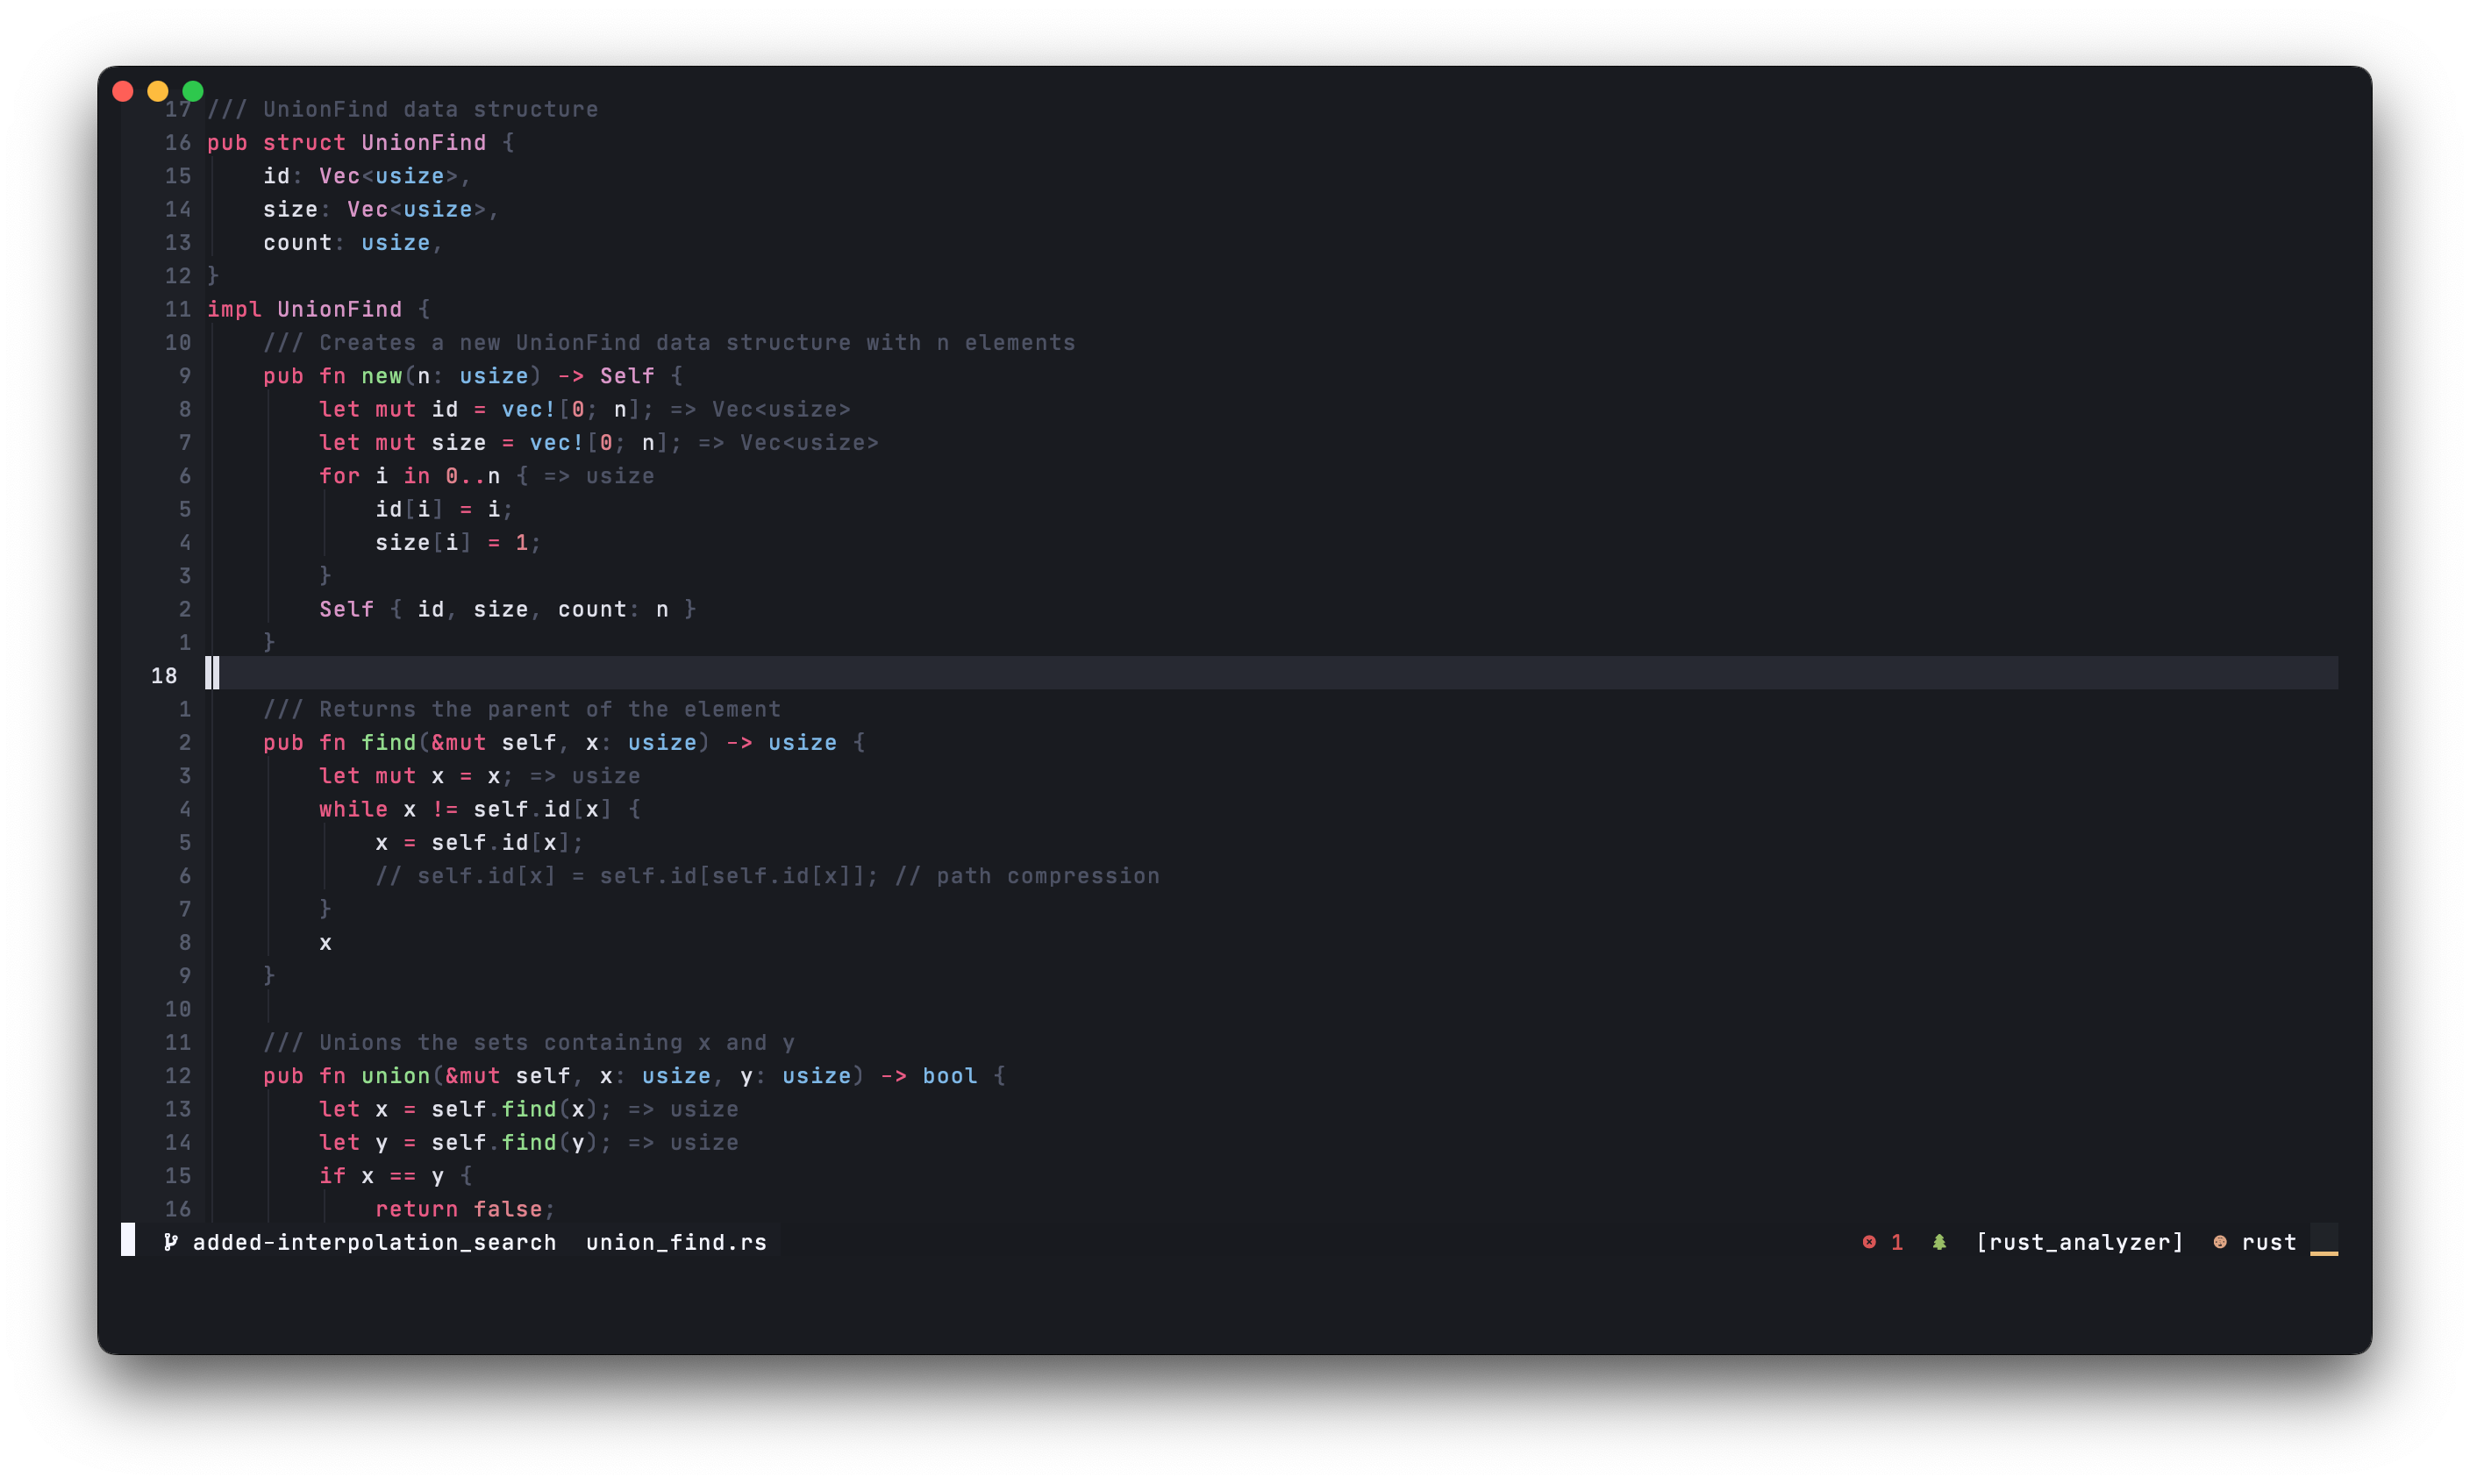 17 /// UnionFind data structure
16 pub struct UnionFind {
15     id: Vec<usize>,
14     size: Vec<usize>,
13     count: usize,
12 }
11 impl UnionFind {
10     /// Creates a new UnionFind data structure with n elements
9     pub fn new(n: usize) -> Self {
8         let mut id = vec![0; n]; => Vec<usize>
7         let mut size = vec![0; n]; => Vec<usize>
6         for i in 0..n { => usize
5             id[i] = i;
4             size[i] = 1;
3         }
2         Self { id, size, count: n }
1     }
18
1     /// Returns the parent of the element
2     pub fn find(&mut self, x: usize) -> usize {
3         let mut x = x; => usize
4         while x != self.id[x] {
5             x = self.id[x];
6             // self.id[x] = self.id[self.id[x]]; // path compression
7         }
8         x
9     }
10
11     /// Unions the sets containing x and y
12     pub fn union(&mut self, x: usize, y: usize) -> bool {
13         let x = self.find(x); => usize
14         let y = self.find(y); => usize
15         if x == y {
16             return false;
added-interpolation_search  union_find.rs  1  [rust_analyzer]  rust